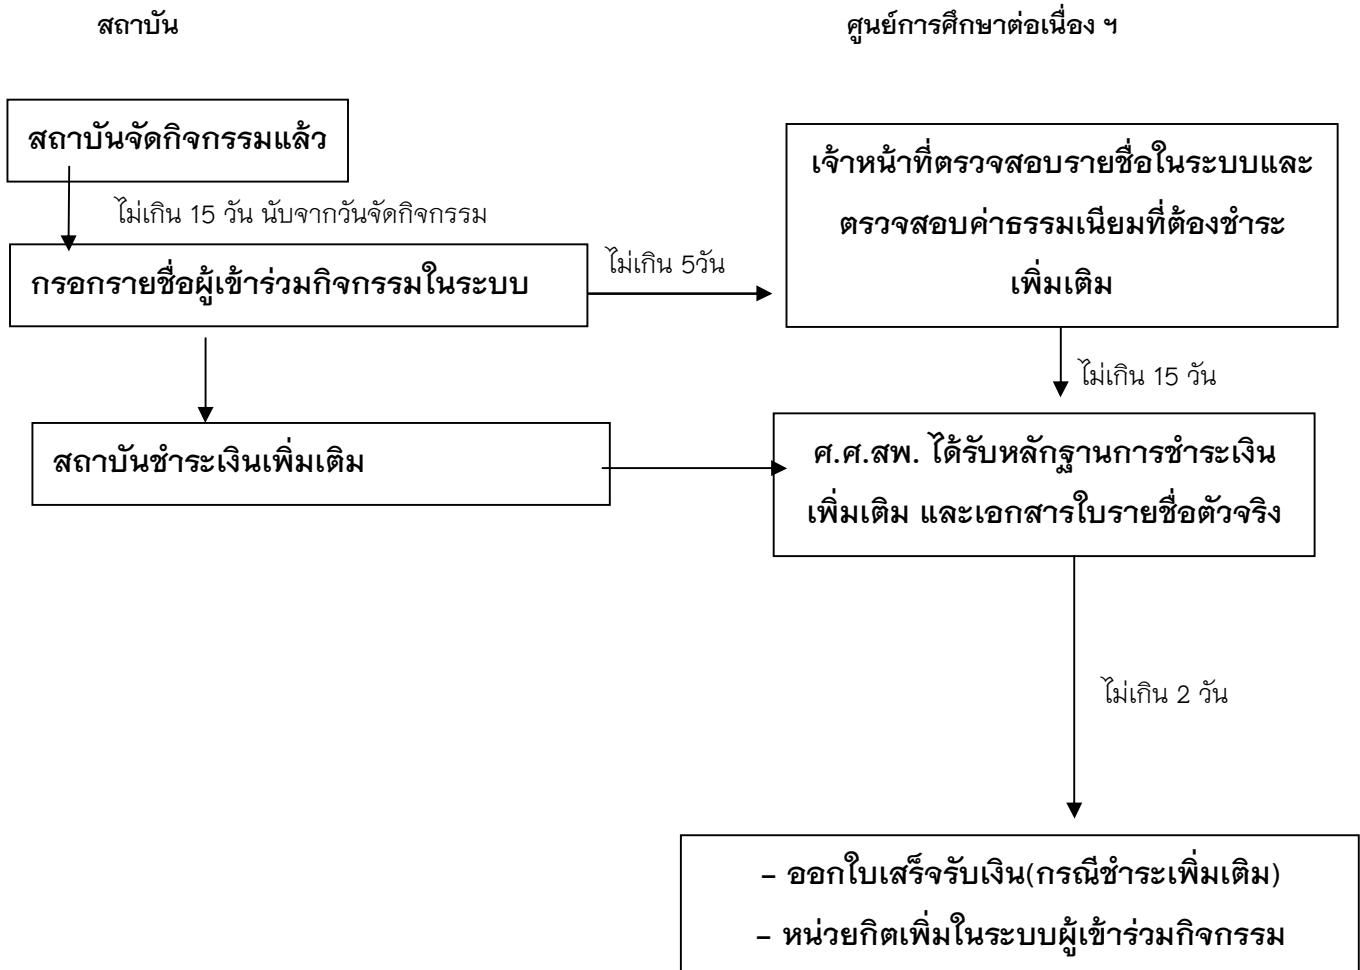 สถาบัน
ศูนย์การศึกษาต่อเนื่อง ฯ
สถาบันจัดกิจกรรมแล้ว
ไม่เกิน 15 วัน นับจากวันจัดกิจกรรม
กรอกรายชื่อผู้เข้าร่วมกิจกรรมในระบบ
ไม่เกิน 5วัน
เจ้าหน้าที่ตรวจสอบรายชื่อในระบบและ
ตรวจสอบค่าธรรมเนียมที่ต้องชำระ
เพิ่มเติม
ไม่เกิน 15 วัน
สถาบันชำระเงินเพิ่มเติม
ศ.ศ.สพ. ได้รับหลักฐานการชำระเงิน
เพิ่มเติม และเอกสารใบรายชื่อตัวจริง
ไม่เกิน 2 วัน
– ออกใบเสร็จรับเงิน(กรณีชำระเพิ่มเติม)
– หน่วยกิตเพิ่มในระบบผู้เข้าร่วมกิจกรรม